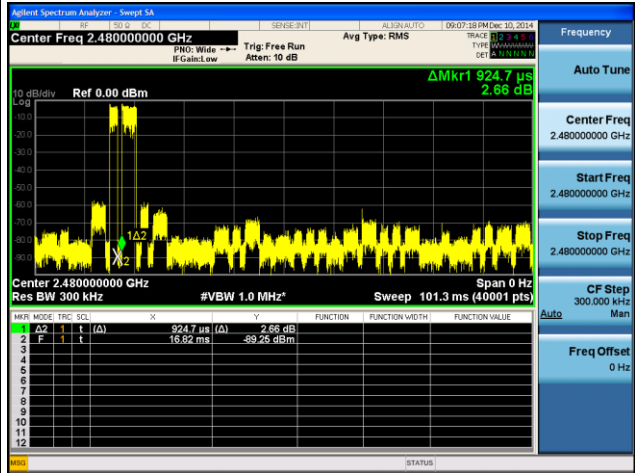 Agilent Spectrum Analyzer - Swept SA
LXI RF 50 Ω DC SENSE:INT ALIGN AUTO 09:07:18 PM Dec 10, 2014
Center Freq 2.480000000 GHz
PNO: Wide
IFGain:Low
Trig: Free Run
Atten: 10 dB
Avg Type: RMS
TRACE 1 2 3 4 5 6
TYPE
DET A N N N N N
ΔMkr1 924.7 µs
2.66 dB
10 dB/div Ref 0.00 dBm
Log
-10.0
-20.0
-30.0
-40.0
-50.0
-60.0
-70.0
-80.0
-90.0
1Δ2
Center 2.480000000 GHz Span 0 Hz
Res BW 300 kHz #VBW 1.0 MHz* Sweep 101.3 ms (40001 pts)
MKR MODE TRC SCL X Y FUNCTION FUNCTION WIDTH FUNCTION VALUE
1 Δ2 1 t (Δ) 924.7 µs (Δ) 2.66 dB
2 F 1 t 16.82 ms -89.25 dBm
3
4
5
6
7
8
9
10
11
12
MSG STATUS
Frequency
Auto Tune
Center Freq
2.480000000 GHz
Start Freq
2.480000000 GHz
Stop Freq
2.480000000 GHz
CF Step
300.000 kHz
Auto Man
Freq Offset
0 Hz